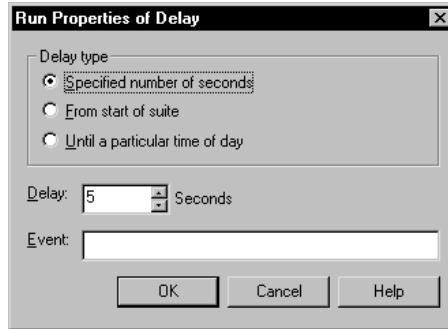 Run Properties of Delay
Delay type
Specified number of seconds
From start of suite
Until a particular time of day
Delay: 5 Seconds
Event:
OK Cancel Help